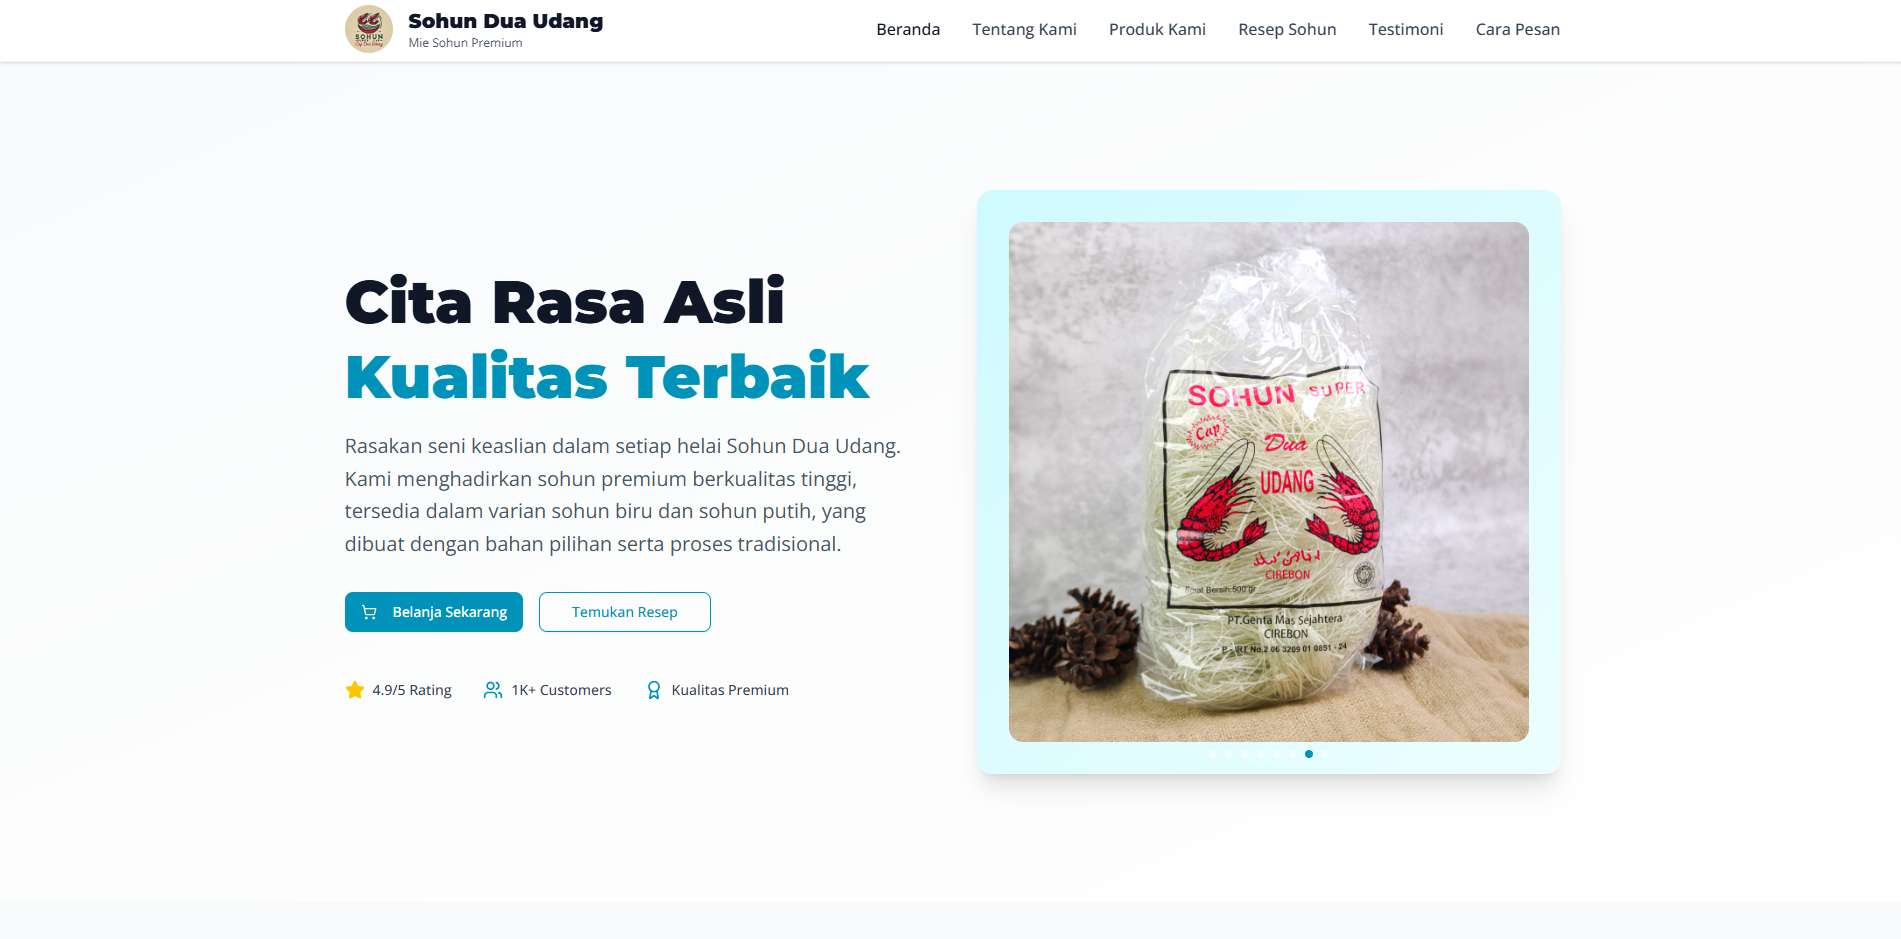 Sohun Dua Udang
Mie Sohun Premium
SOHUN
Cap Dua Udang
Beranda
Tentang Kami
Produk Kami
Resep Sohun
Testimoni
Cara Pesan
Cita Rasa Asli
Kualitas Terbaik
Rasakan seni keaslian dalam setiap helai Sohun Dua Udang.
Kami menghadirkan sohun premium berkualitas tinggi,
tersedia dalam varian sohun biru dan sohun putih, yang
dibuat dengan bahan pilihan serta proses tradisional.
Belanja Sekarang
Temukan Resep
4.9/5 Rating
1K+ Customers
Kualitas Premium
SOHUN SUPER
Cap
Dua
UDANG
CIREBON
Berat Bersih:500 gr
PT.Genta Mas Sejahtera
CIREBON
P - IRT No.2 06 3209 01 0851 - 24